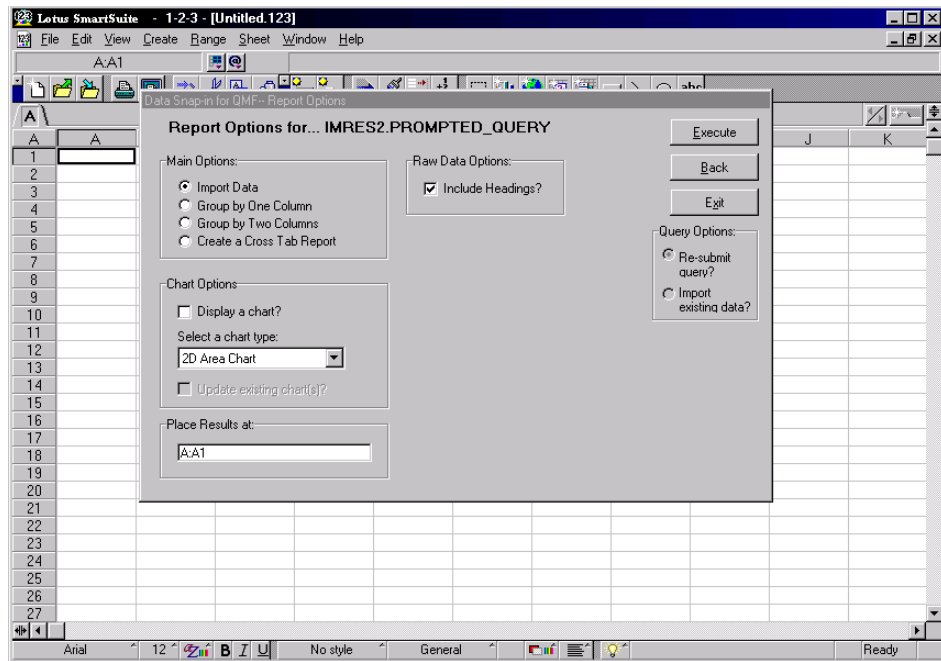 Lotus SmartSuite - 1-2-3 - [Untitled.123]
File Edit View Create Range Sheet Window Help
A:A1
Data Snap-in for QMF-- Report Options
A
Report Options for... IMRES2.PROMPTED_QUERY
Execute
A A J K
Main Options:
Raw Data Options:
Back
Import Data
Include Headings?
Group by One Column
Exit
Group by Two Columns
Query Options:
Create a Cross Tab Report
Re-submit query?
Chart Options
Import existing data?
Display a chart?
Select a chart type:
2D Area Chart
Update existing chart(s)?
Place Results at:
A:A1
1
2
3
4
5
6
7
8
9
10
11
12
13
14
15
16
17
18
19
20
21
22
23
24
25
26
27
Arial 12 B I U No style General Ready